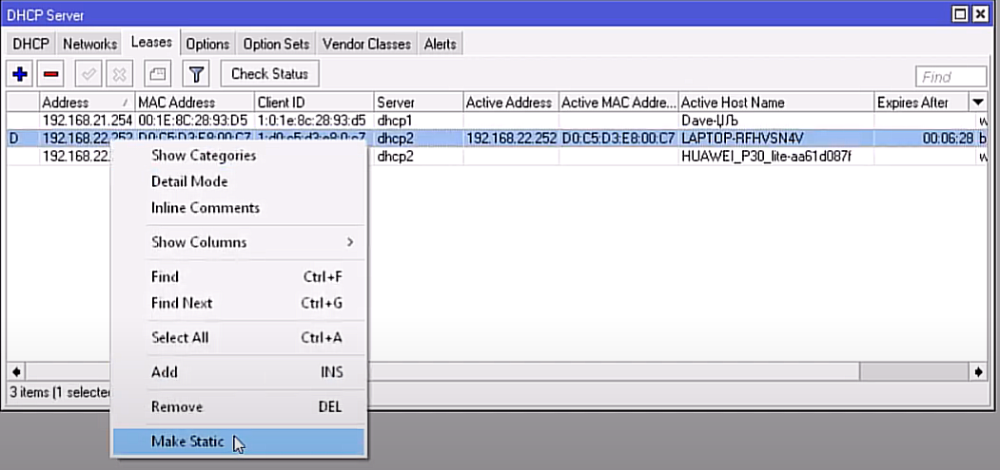 DHCP Server
DHCP Networks Leases Options Option Sets Vendor Classes Alerts
Check Status Find
Address / MAC Address Client ID Server Active Address Active MAC Addre... Active Host Name Expires After
192.168.21.254 00:1E:8C:28:93:D5 1:0:1e:8c:28:93:d5 dhcp1 Dave-ЏЉ w
D 192.168.22.252 D0:C5:D3:E8:00:C7 1:d0:c5:d3:e8:0:c7 dhcp2 192.168.22.252 D0:C5:D3:E8:00:C7 LAPTOP-RFHVSN4V 00:06:28 b
192.168.22. dhcp2 HUAWEI_P30_lite-aa61d087f w
Show Categories
Detail Mode
Inline Comments
Show Columns >
Find Ctrl+F
Find Next Ctrl+G
Select All Ctrl+A
Add INS
Remove DEL
Make Static
3 items (1 selecte